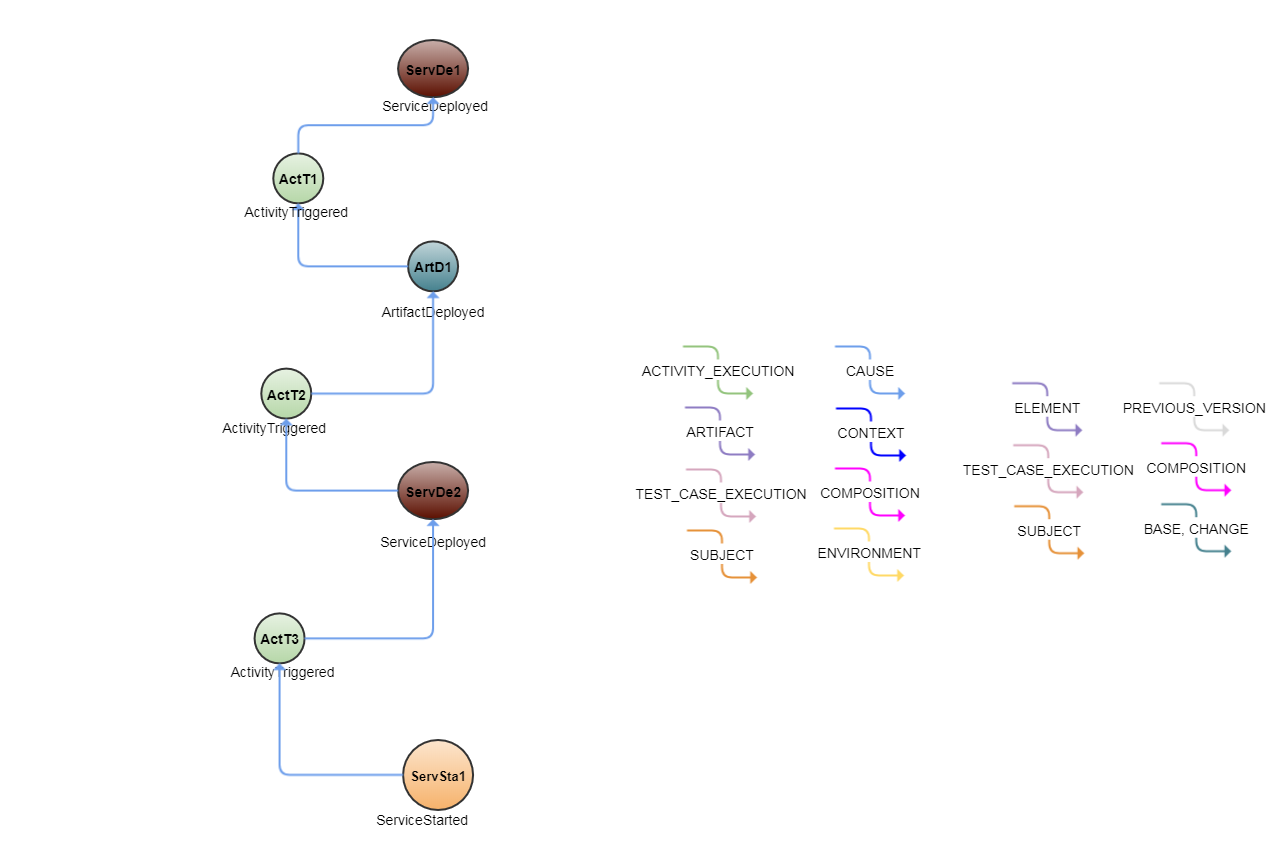 ServDe1
ServiceDeployed
ActT1
ActivityTriggered
ArtD1
ArtifactDeployed
ActT2
ActivityTriggered
ServDe2
ServiceDeployed
ActT3
ActivityTriggered
ServSta1
ServiceStarted
ACTIVITY_EXECUTION
ARTIFACT
TEST_CASE_EXECUTION
SUBJECT
CAUSE
CONTEXT
COMPOSITION
ENVIRONMENT
ELEMENT
TEST_CASE_EXECUTION
SUBJECT
PREVIOUS_VERSION
COMPOSITION
BASE, CHANGE